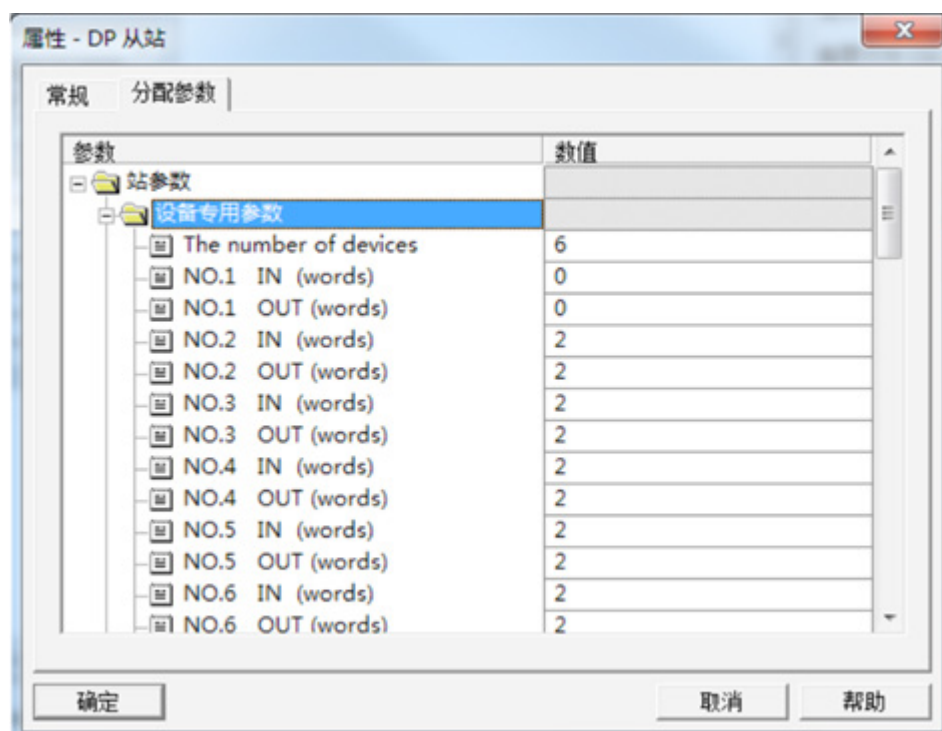 属性 - DP 从站
常规 分配参数
参数 数值
站参数
设备专用参数
The number of devices 6
NO.1 IN (words) 0
NO.1 OUT (words) 0
NO.2 IN (words) 2
NO.2 OUT (words) 2
NO.3 IN (words) 2
NO.3 OUT (words) 2
NO.4 IN (words) 2
NO.4 OUT (words) 2
NO.5 IN (words) 2
NO.5 OUT (words) 2
NO.6 IN (words) 2
NO.6 OUT (words) 2
确定 取消 帮助